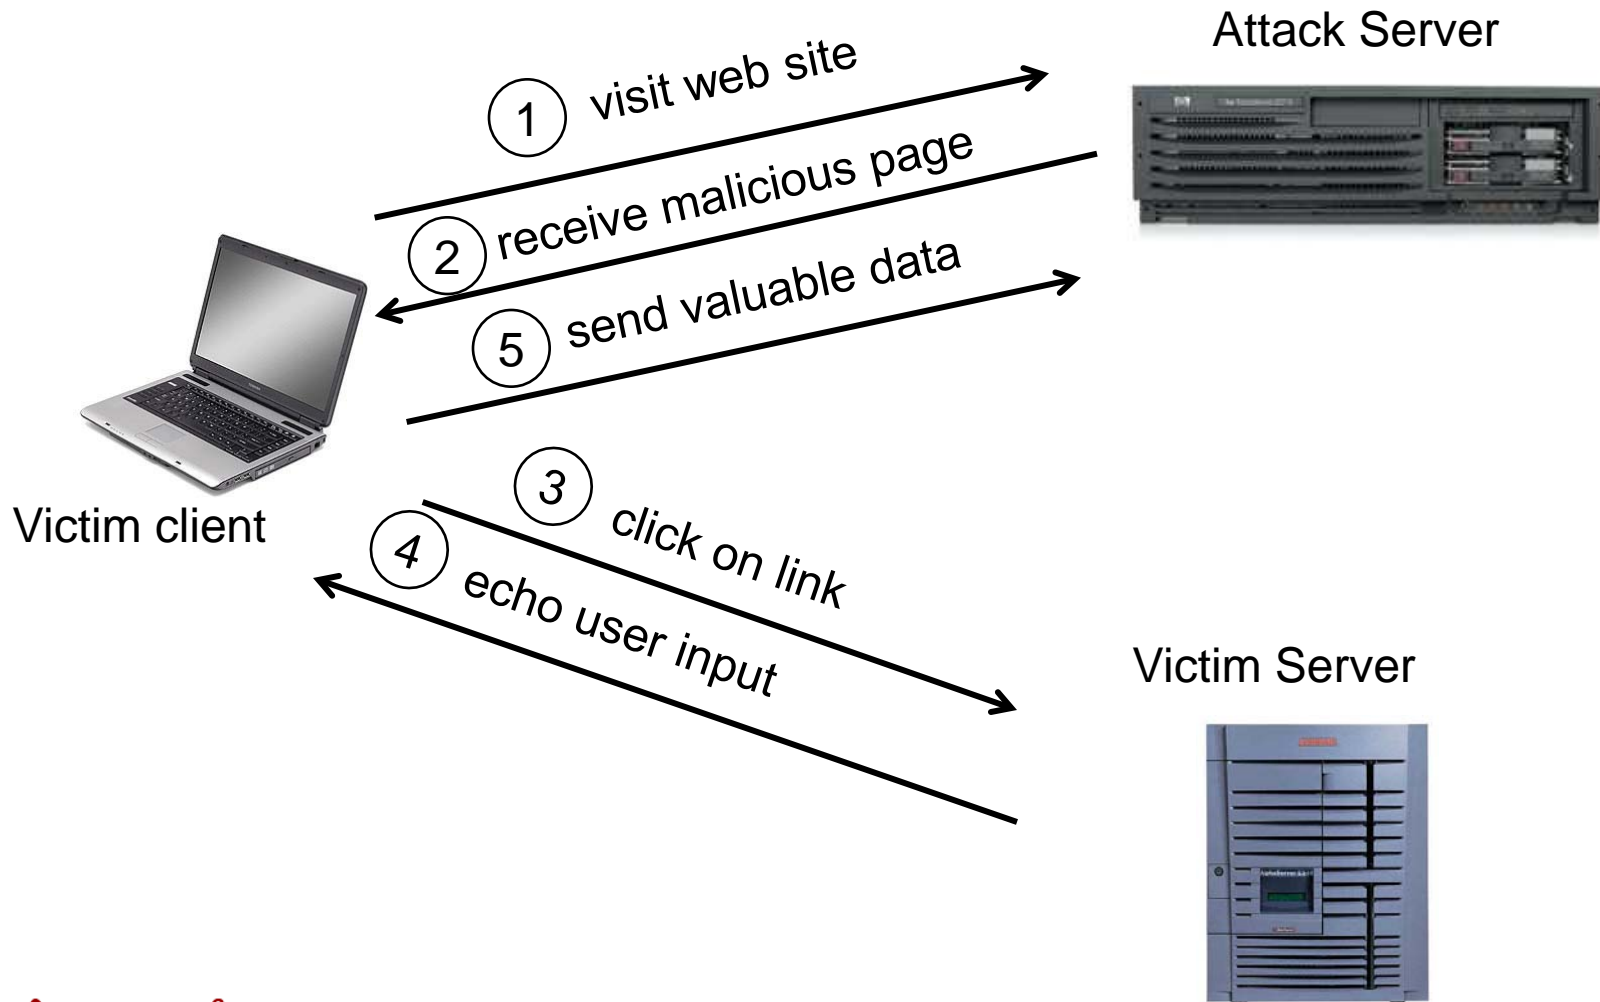 Attack Server
1 visit web site
2 receive malicious page
5 send valuable data
3 click on link
4 echo user input
Victim client
Victim Server